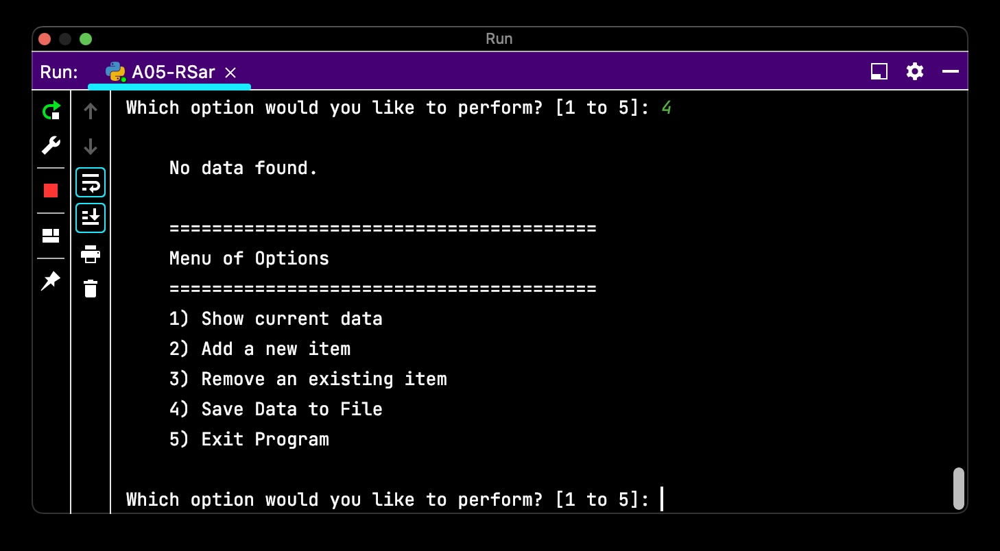 Run
Run: A05-RSar
Which option would you like to perform? [1 to 5]: 4
No data found.
========================================
Menu of Options
========================================
1) Show current data
2) Add a new item
3) Remove an existing item
4) Save Data to File
5) Exit Program
Which option would you like to perform? [1 to 5]: